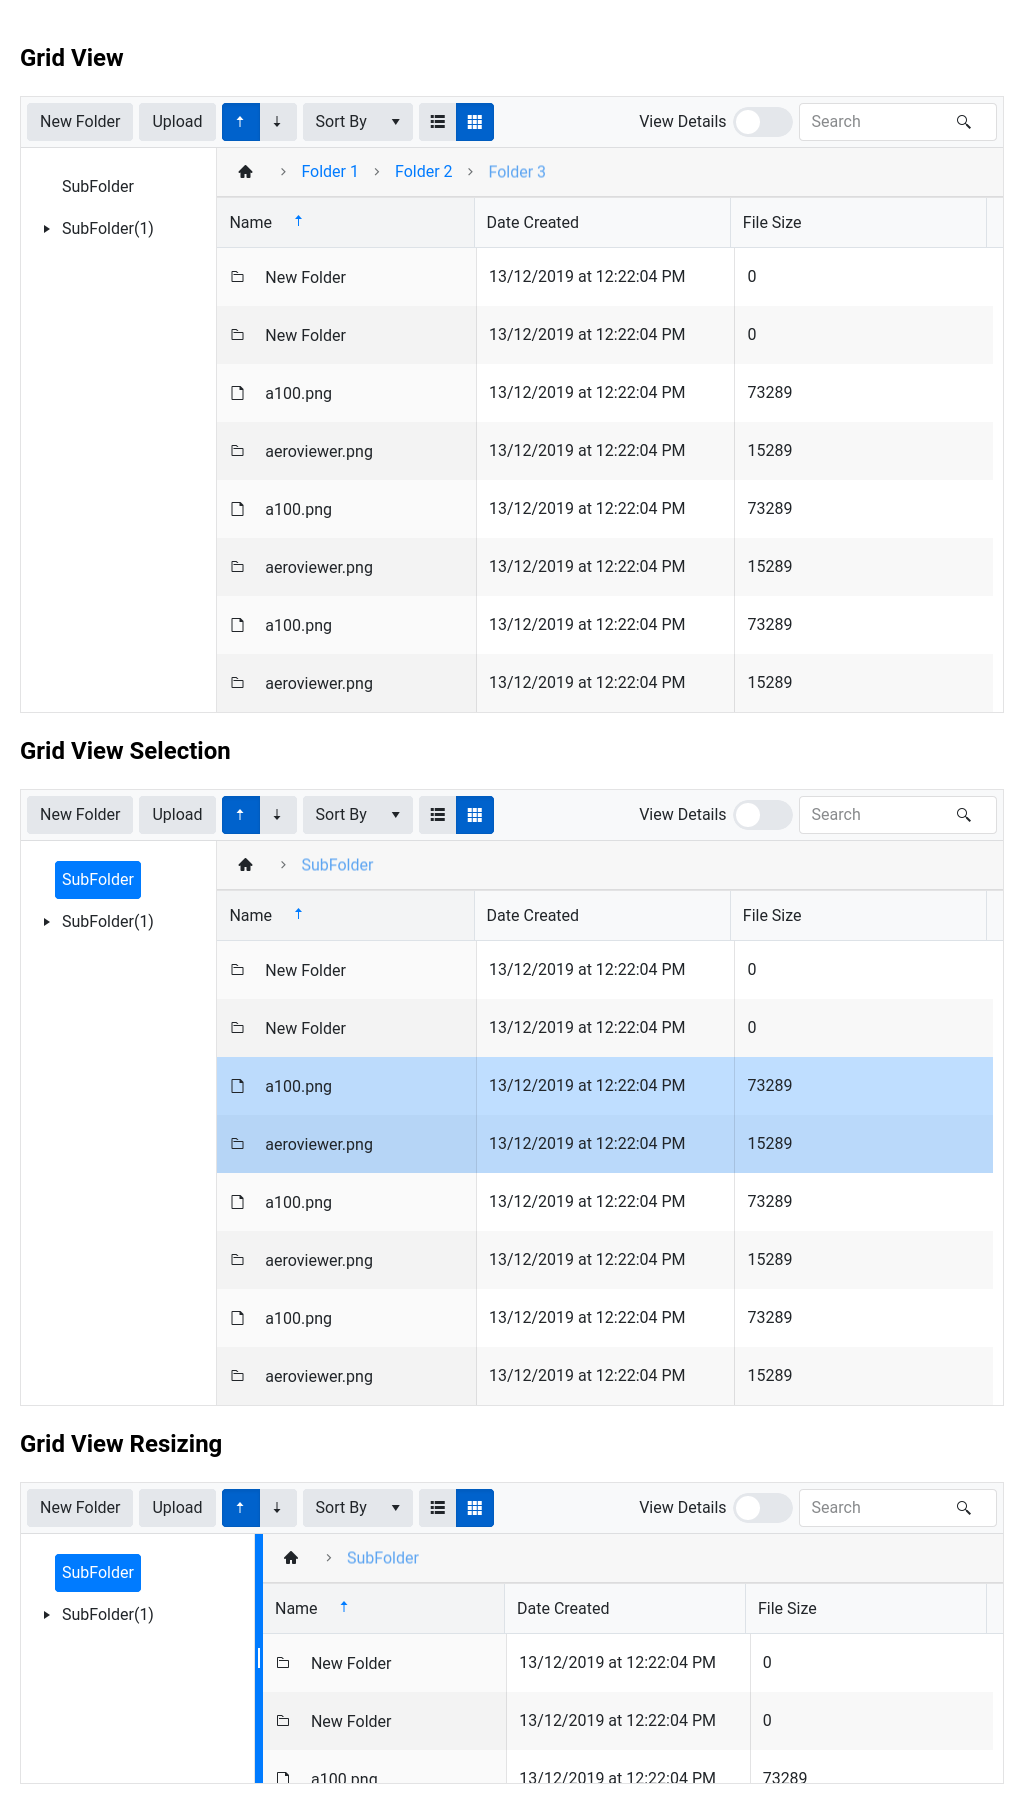 Grid View
New Folder Upload Sort By View Details Search
SubFolder
SubFolder(1)
Folder 1 Folder 2 Folder 3
Name Date Created File Size
New Folder 13/12/2019 at 12:22:04 PM 0
New Folder 13/12/2019 at 12:22:04 PM 0
a100.png 13/12/2019 at 12:22:04 PM 73289
aeroviewer.png 13/12/2019 at 12:22:04 PM 15289
a100.png 13/12/2019 at 12:22:04 PM 73289
aeroviewer.png 13/12/2019 at 12:22:04 PM 15289
a100.png 13/12/2019 at 12:22:04 PM 73289
aeroviewer.png 13/12/2019 at 12:22:04 PM 15289
Grid View Selection
New Folder Upload Sort By View Details Search
SubFolder
SubFolder(1)
SubFolder
Name Date Created File Size
New Folder 13/12/2019 at 12:22:04 PM 0
New Folder 13/12/2019 at 12:22:04 PM 0
a100.png 13/12/2019 at 12:22:04 PM 73289
aeroviewer.png 13/12/2019 at 12:22:04 PM 15289
a100.png 13/12/2019 at 12:22:04 PM 73289
aeroviewer.png 13/12/2019 at 12:22:04 PM 15289
a100.png 13/12/2019 at 12:22:04 PM 73289
aeroviewer.png 13/12/2019 at 12:22:04 PM 15289
Grid View Resizing
New Folder Upload Sort By View Details Search
SubFolder
SubFolder(1)
SubFolder
Name Date Created File Size
New Folder 13/12/2019 at 12:22:04 PM 0
New Folder 13/12/2019 at 12:22:04 PM 0
a100.png 13/12/2019 at 12:22:04 PM 73289